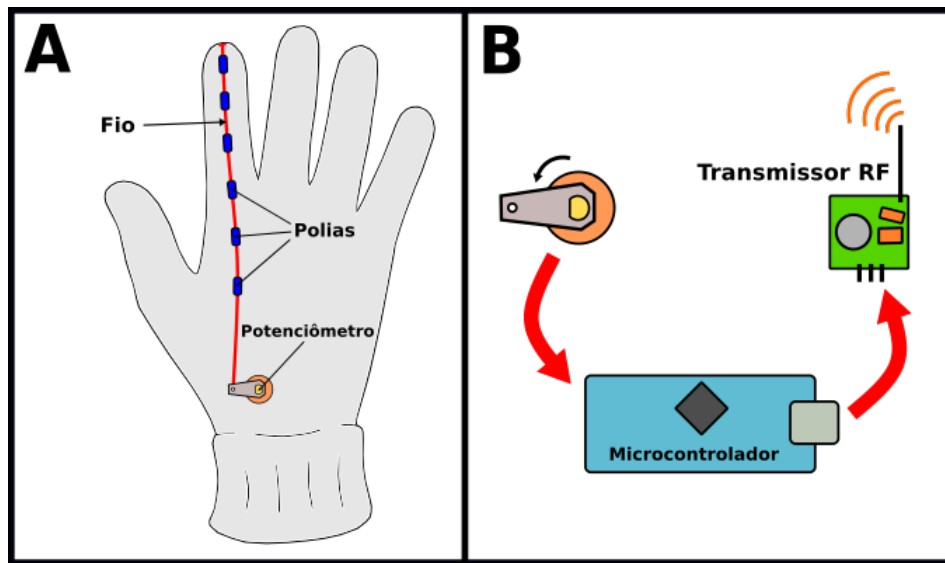 A
Fio
Polias
Potenciômetro
B
Transmissor RF
Microcontrolador